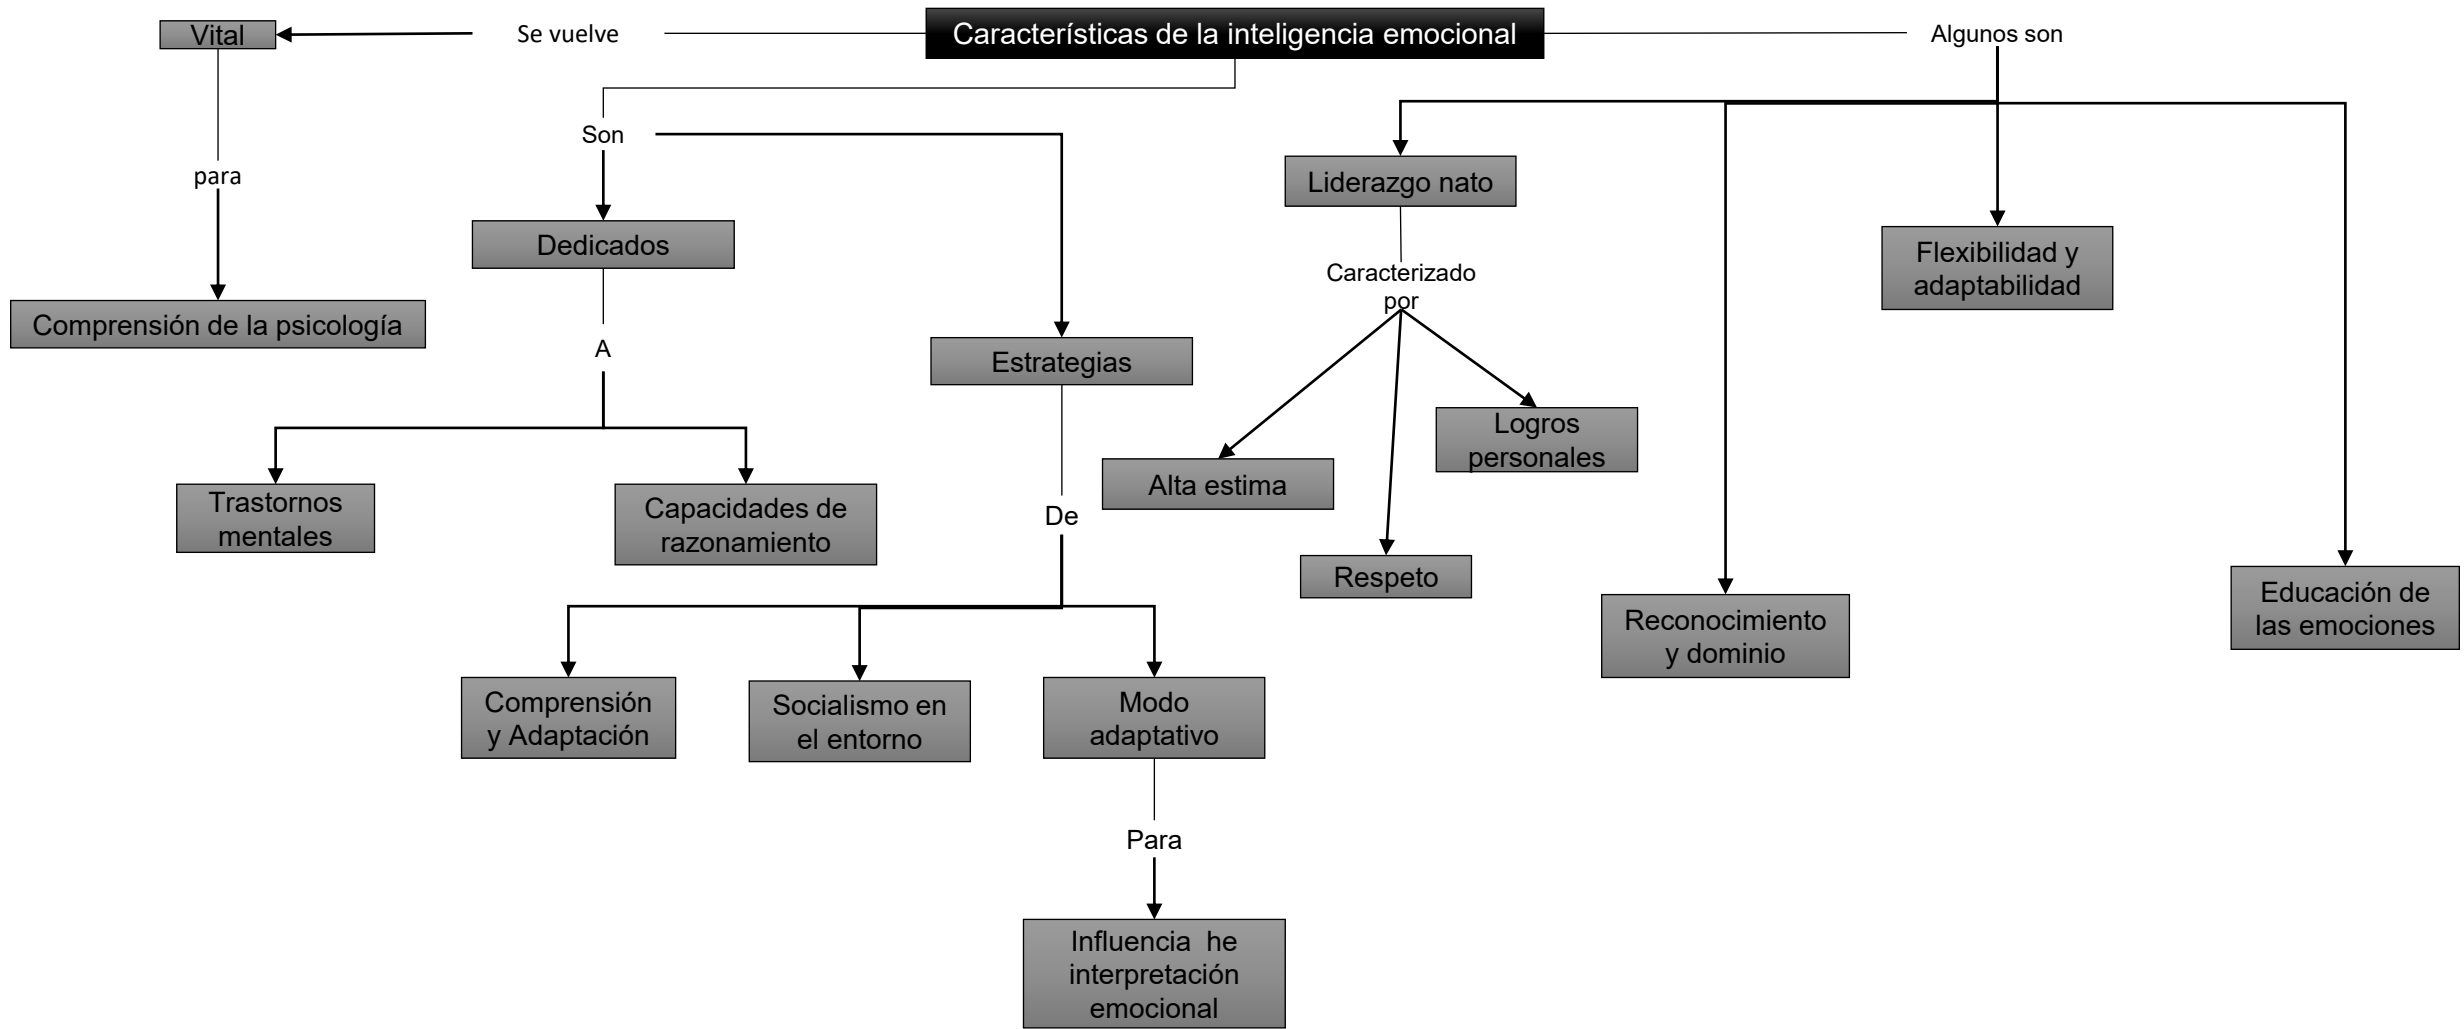 Características de la inteligencia emocional
Se vuelve
Vital
para
Comprensión de la psicología
Son
Dedicados
A
Trastornos
mentales
Capacidades de
razonamiento
Estrategias
De
Comprensión
y Adaptación
Socialismo en
el entorno
Modo
adaptativo
Para
Influencia  he
interpretación
emocional
Algunos son
Liderazgo nato
Caracterizado
por
Alta estima
Respeto
Logros
personales
Reconocimiento
y dominio
Flexibilidad y
adaptabilidad
Educación de
las emociones